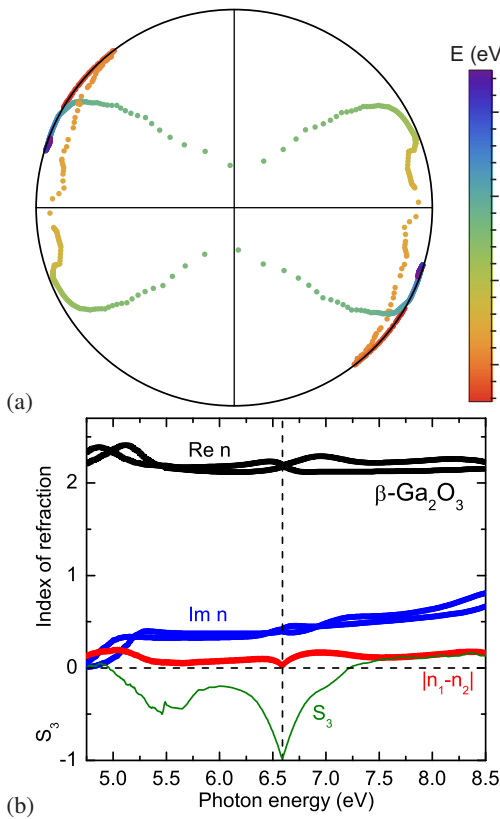 E (eV
(a)
2
1
0
-1
Index of refraction
S₃
Re n
β-Ga₂O₃
Im n
|n₁-n₂|
S₃
5.0 5.5 6.0 6.5 7.0 7.5 8.0 8.5
(b)
Photon energy (eV)